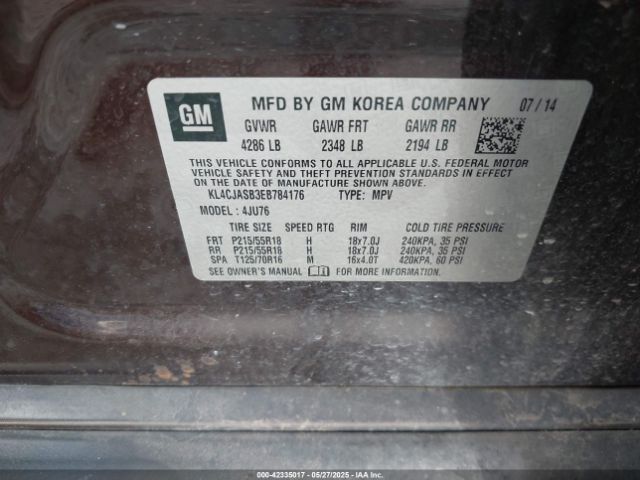 GM
MFD BY GM KOREA COMPANY 07/14
GVWR GAWR FRT GAWR RR
4286 LB 2348 LB 2194 LB
THIS VEHICLE CONFORMS TO ALL APPLICABLE U.S. FEDERAL MOTOR
VEHICLE SAFETY, BUMPER, AND THEFT PREVENTION STANDARDS
IN EFFECT ON THE DATE OF MANUFACTURE SHOWN ABOVE.
KL4CJASB3EB784176 TYPE: MPV
MODEL: 4JU76
TIRE SIZE SPEED RTG RIM COLD TIRE PRESSURE
FRT P215/55R18 H 18x7.0J 240KPA, 35 PSI
RR P215/55R18 H 18x7.0J 240KPA, 35 PSI
SPA T125/70R16 M 16x4.0T 420KPA, 60 PSI
SEE OWNER'S MANUAL FOR MORE INFORMATION.
000-42335017 05/27/2025 IAAI.COM